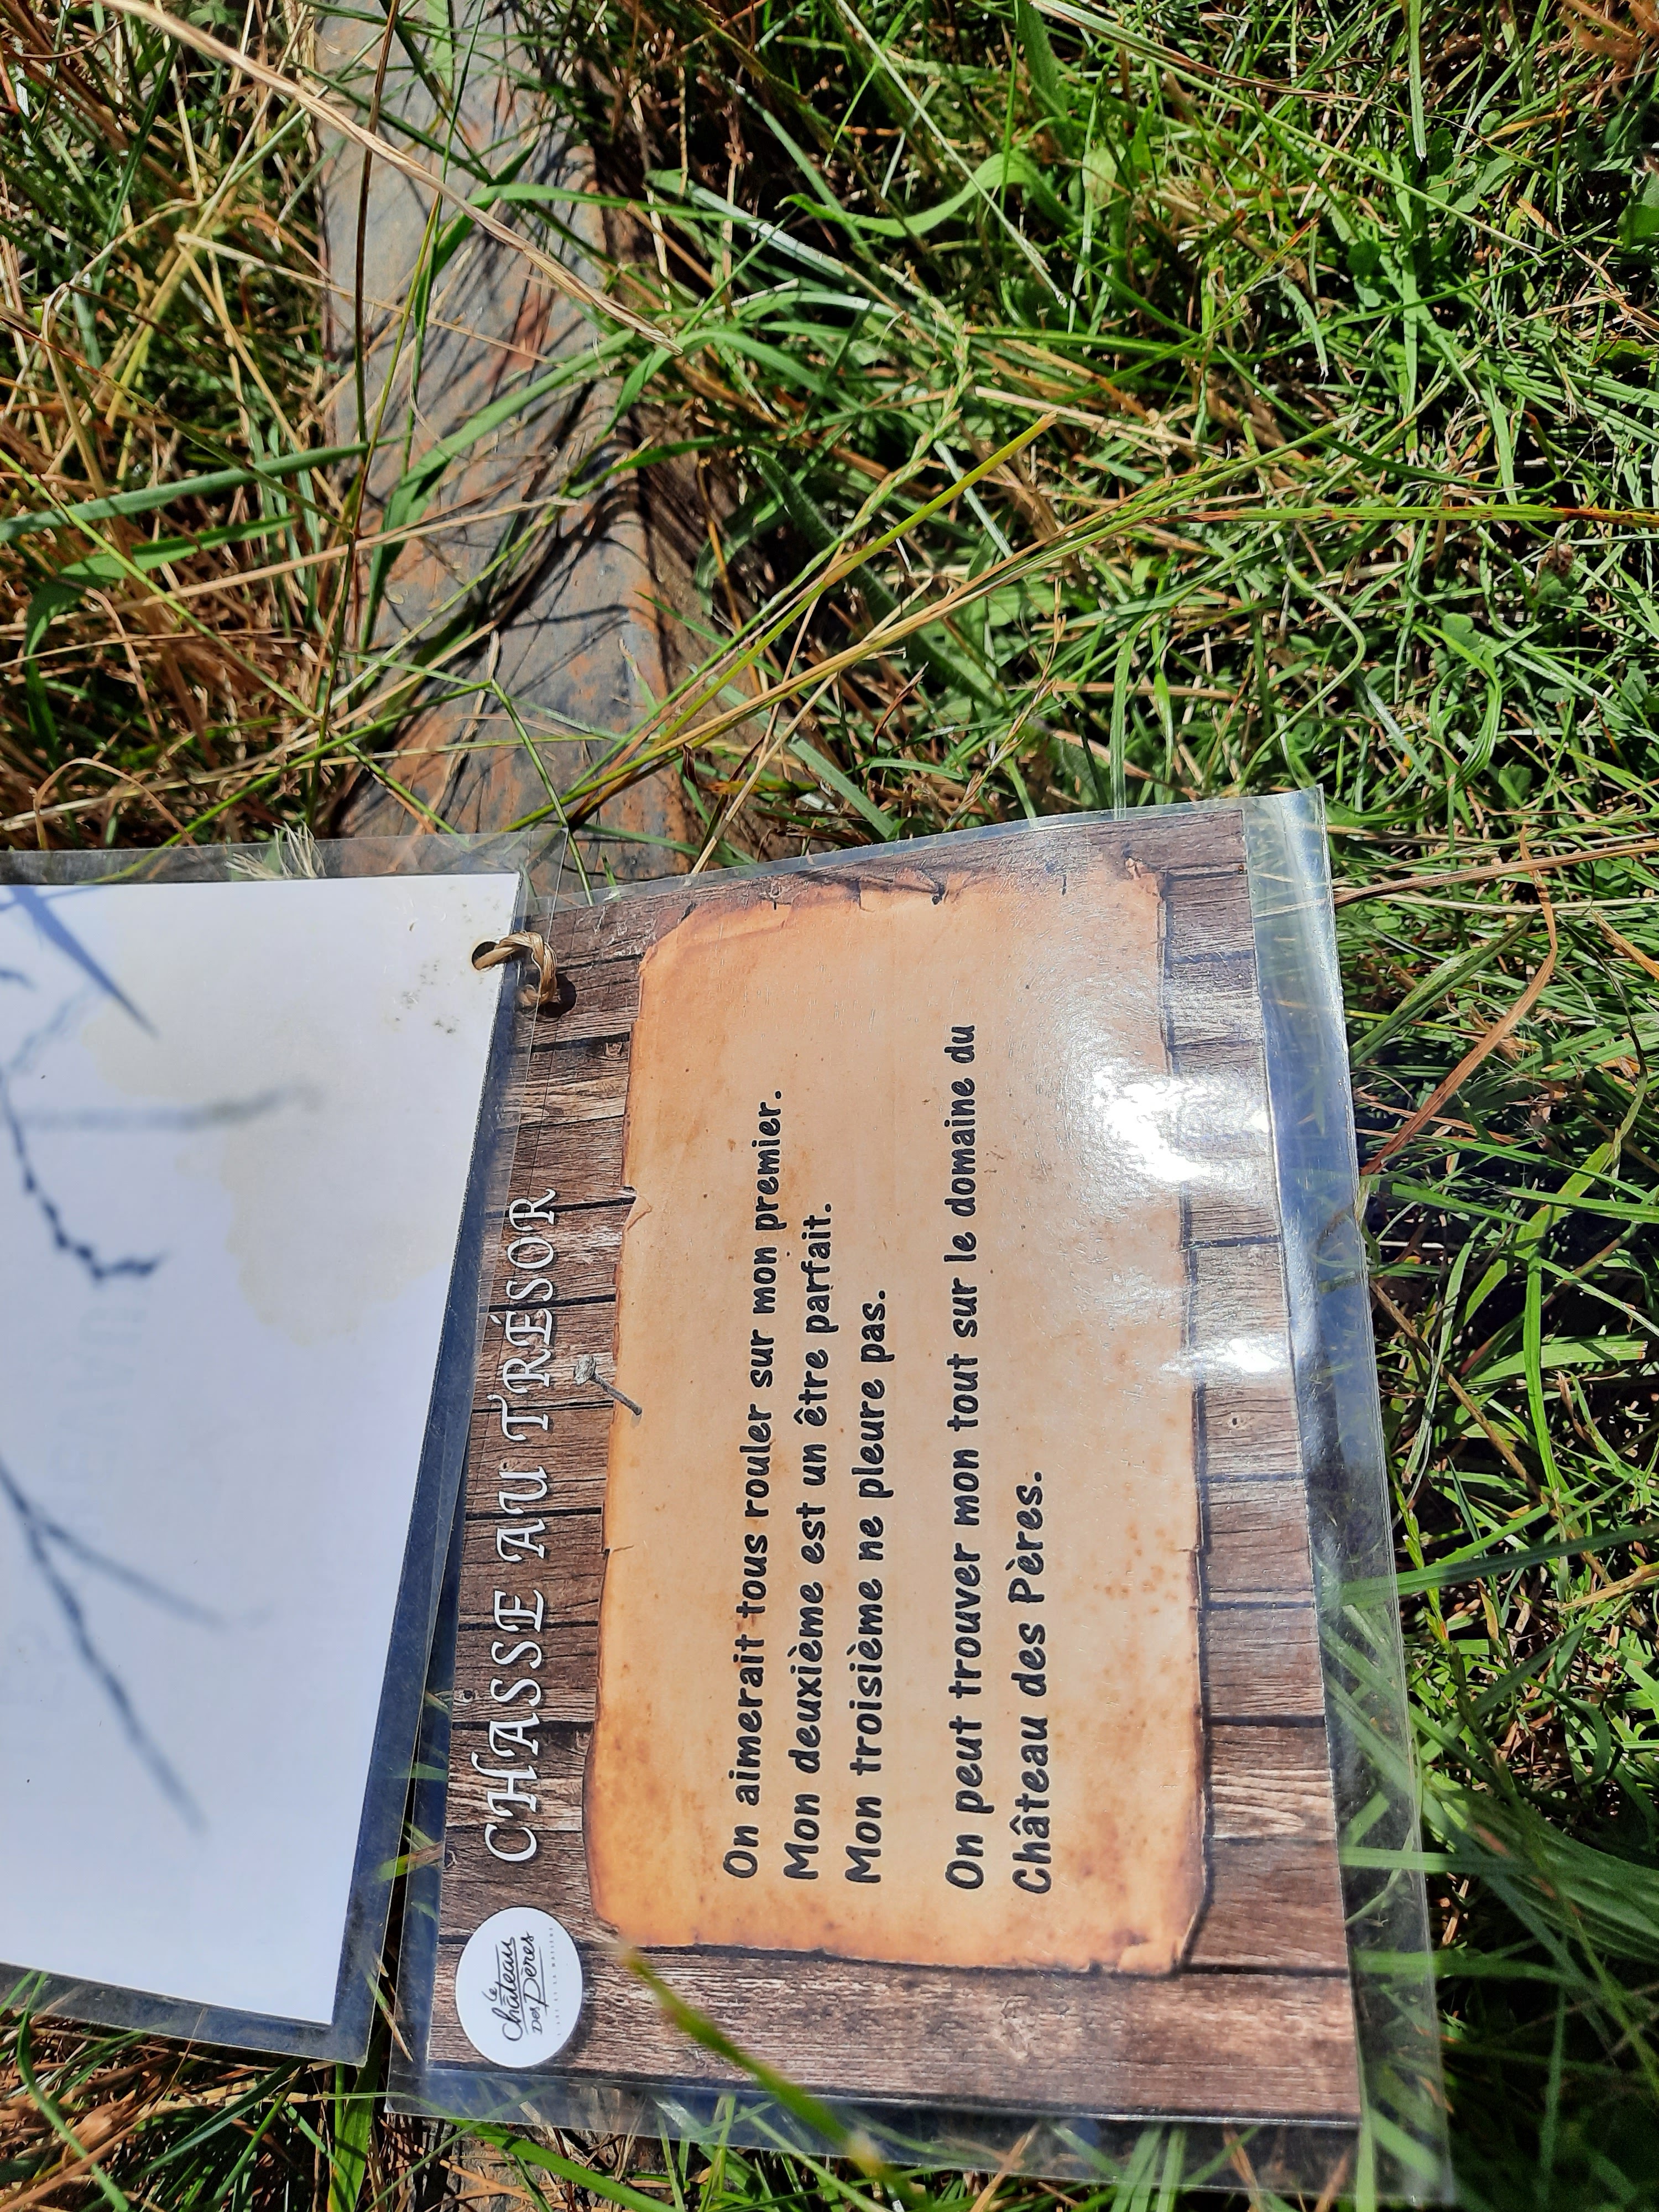 le
Château
DES Pères
CHASSE AU TRÉSOR
On aimerait tous rouler sur mon premier.
Mon deuxième est un être parfait.
Mon troisième ne pleure pas.
On peut trouver mon tout sur le domaine du
Château des Pères.